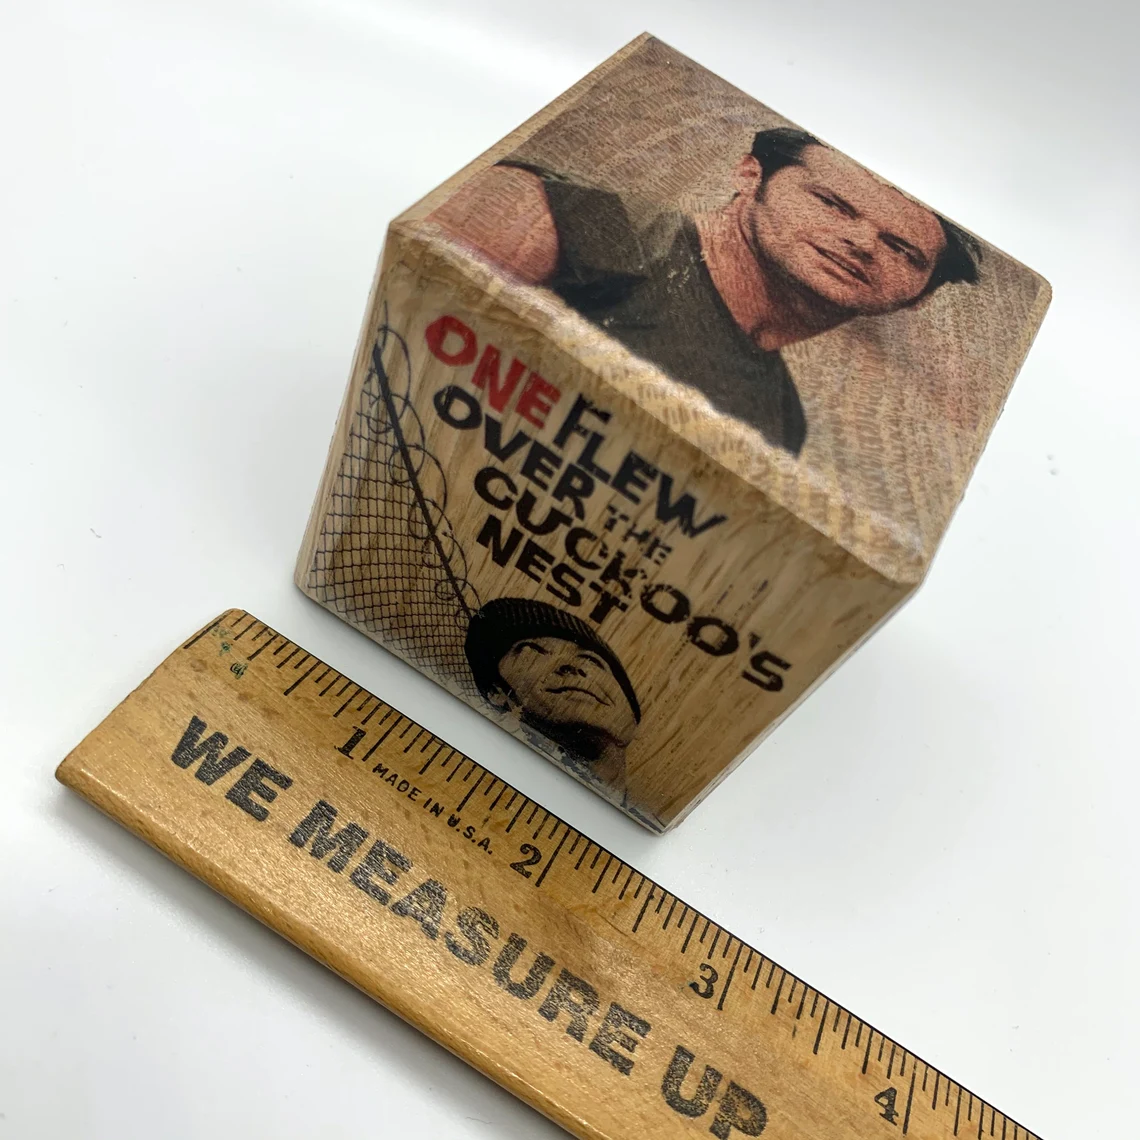 ONE FLEW
OVER THE
CUCKOO'S
NEST
1
MADE IN U.S.A.
2
3
4
WE MEASURE UP